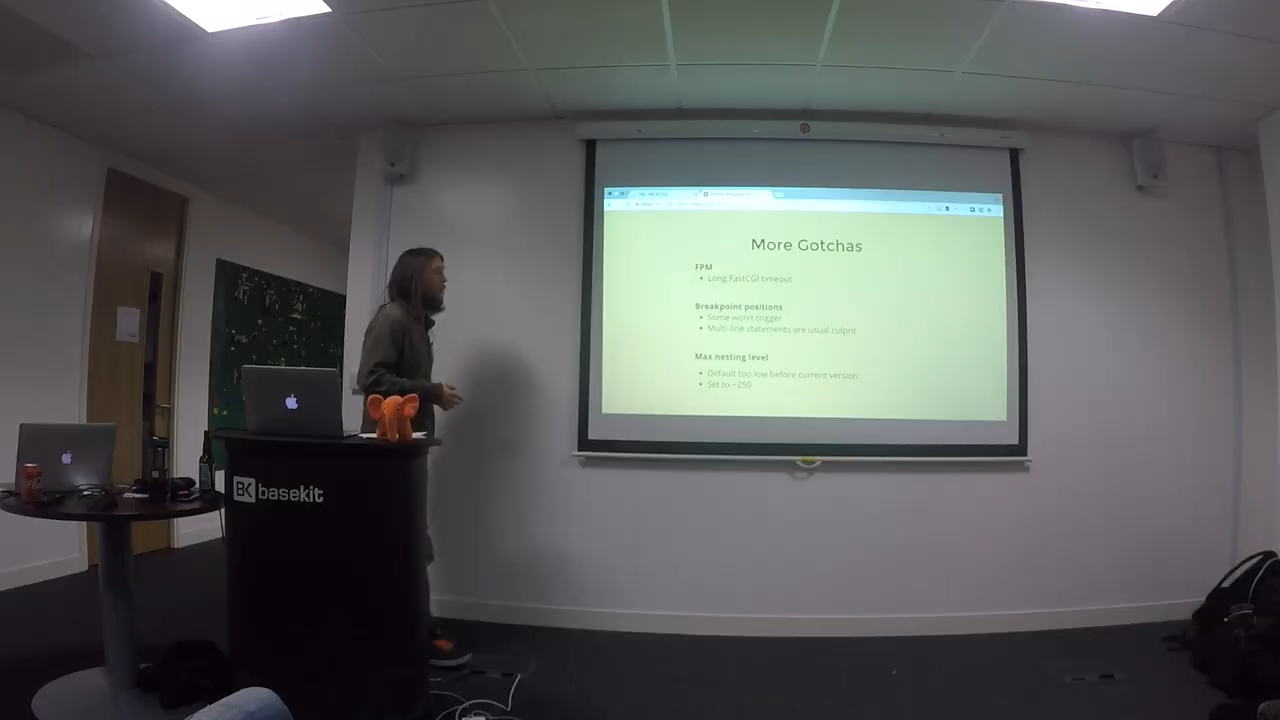 More Gotchas
FPM
Long FastCGI timeout
Breakpoint positions
Some won't trigger
Multi-line statements are usual culprit
Max nesting level
Default too low before current version
Set to ~250
BK basekit